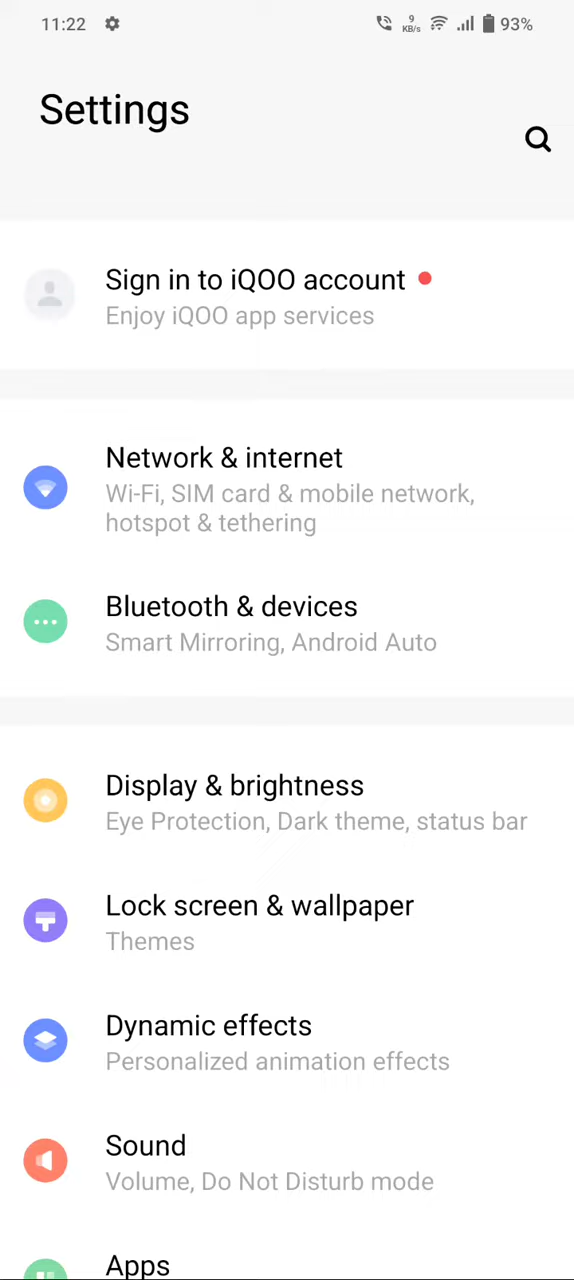 11:22
9
KB/s
93%
Settings
Sign in to iQOO account
Enjoy iQOO app services
Network & internet
Wi-Fi, SIM card & mobile network,
hotspot & tethering
Bluetooth & devices
Smart Mirroring, Android Auto
Display & brightness
Eye Protection, Dark theme, status bar
Lock screen & wallpaper
Themes
Dynamic effects
Personalized animation effects
Sound
Volume, Do Not Disturb mode
Apps